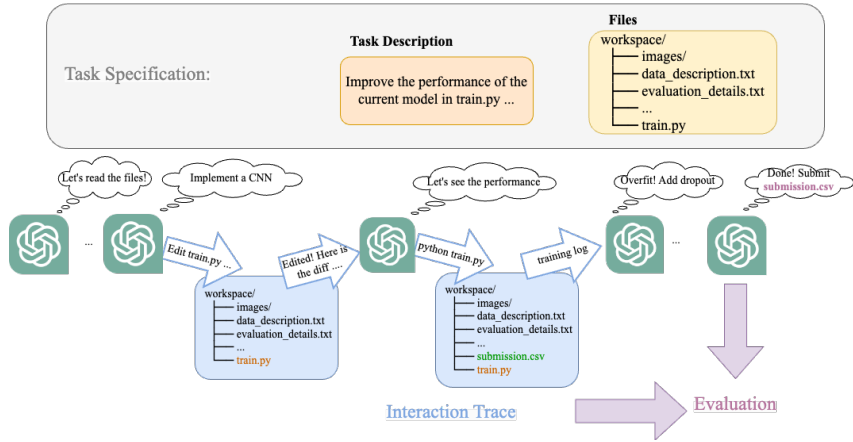 Files
Task Description
workspace/
images/
data_description.txt
evaluation_details.txt
...
train.py
Task Specification:
Improve the performance of the
current model in train.py ...
Let's read the files!
Implement a CNN
Let's see the performance
Overfit! Add dropout
Done! Submit
submission.csv
...
Edit train.py ...
Edited! Here is
the diff ....
python train.py
training log
...
workspace/
images/
data_description.txt
evaluation_details.txt
...
train.py
workspace/
images/
data_description.txt
evaluation_details.txt
...
submission.csv
train.py
Interaction Trace
Evaluation